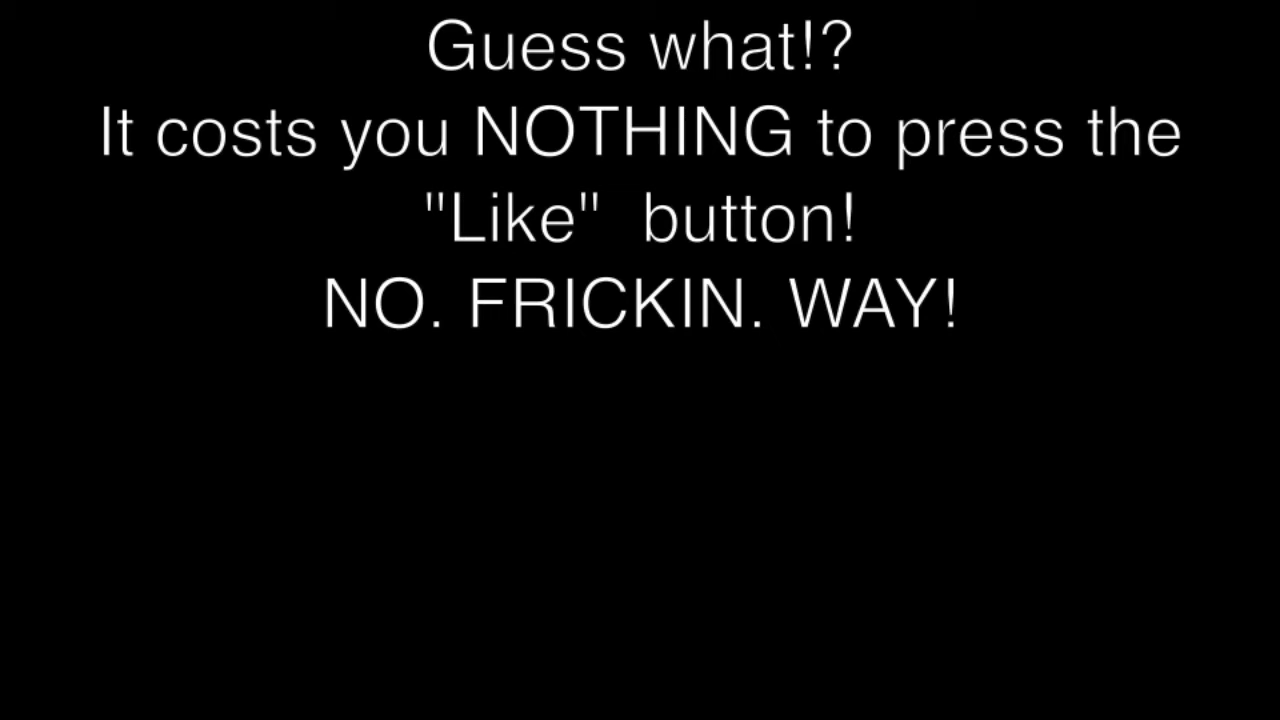 Guess what!?
It costs you NOTHING to press the
"Like"  button!
NO. FRICKIN. WAY!